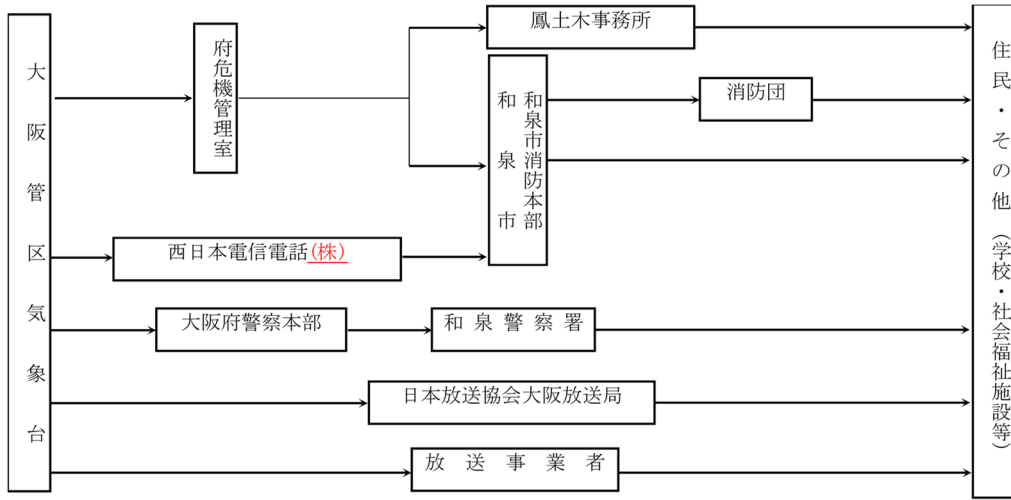 大阪管区気象台
府危機管理室
鳳土木事務所
和泉市消防本部
和泉市
消防団
西日本電信電話(株)
大阪府警察本部
和泉警察署
日本放送協会大阪放送局
放送事業者
住民・その他（学校・社会福祉施設等）